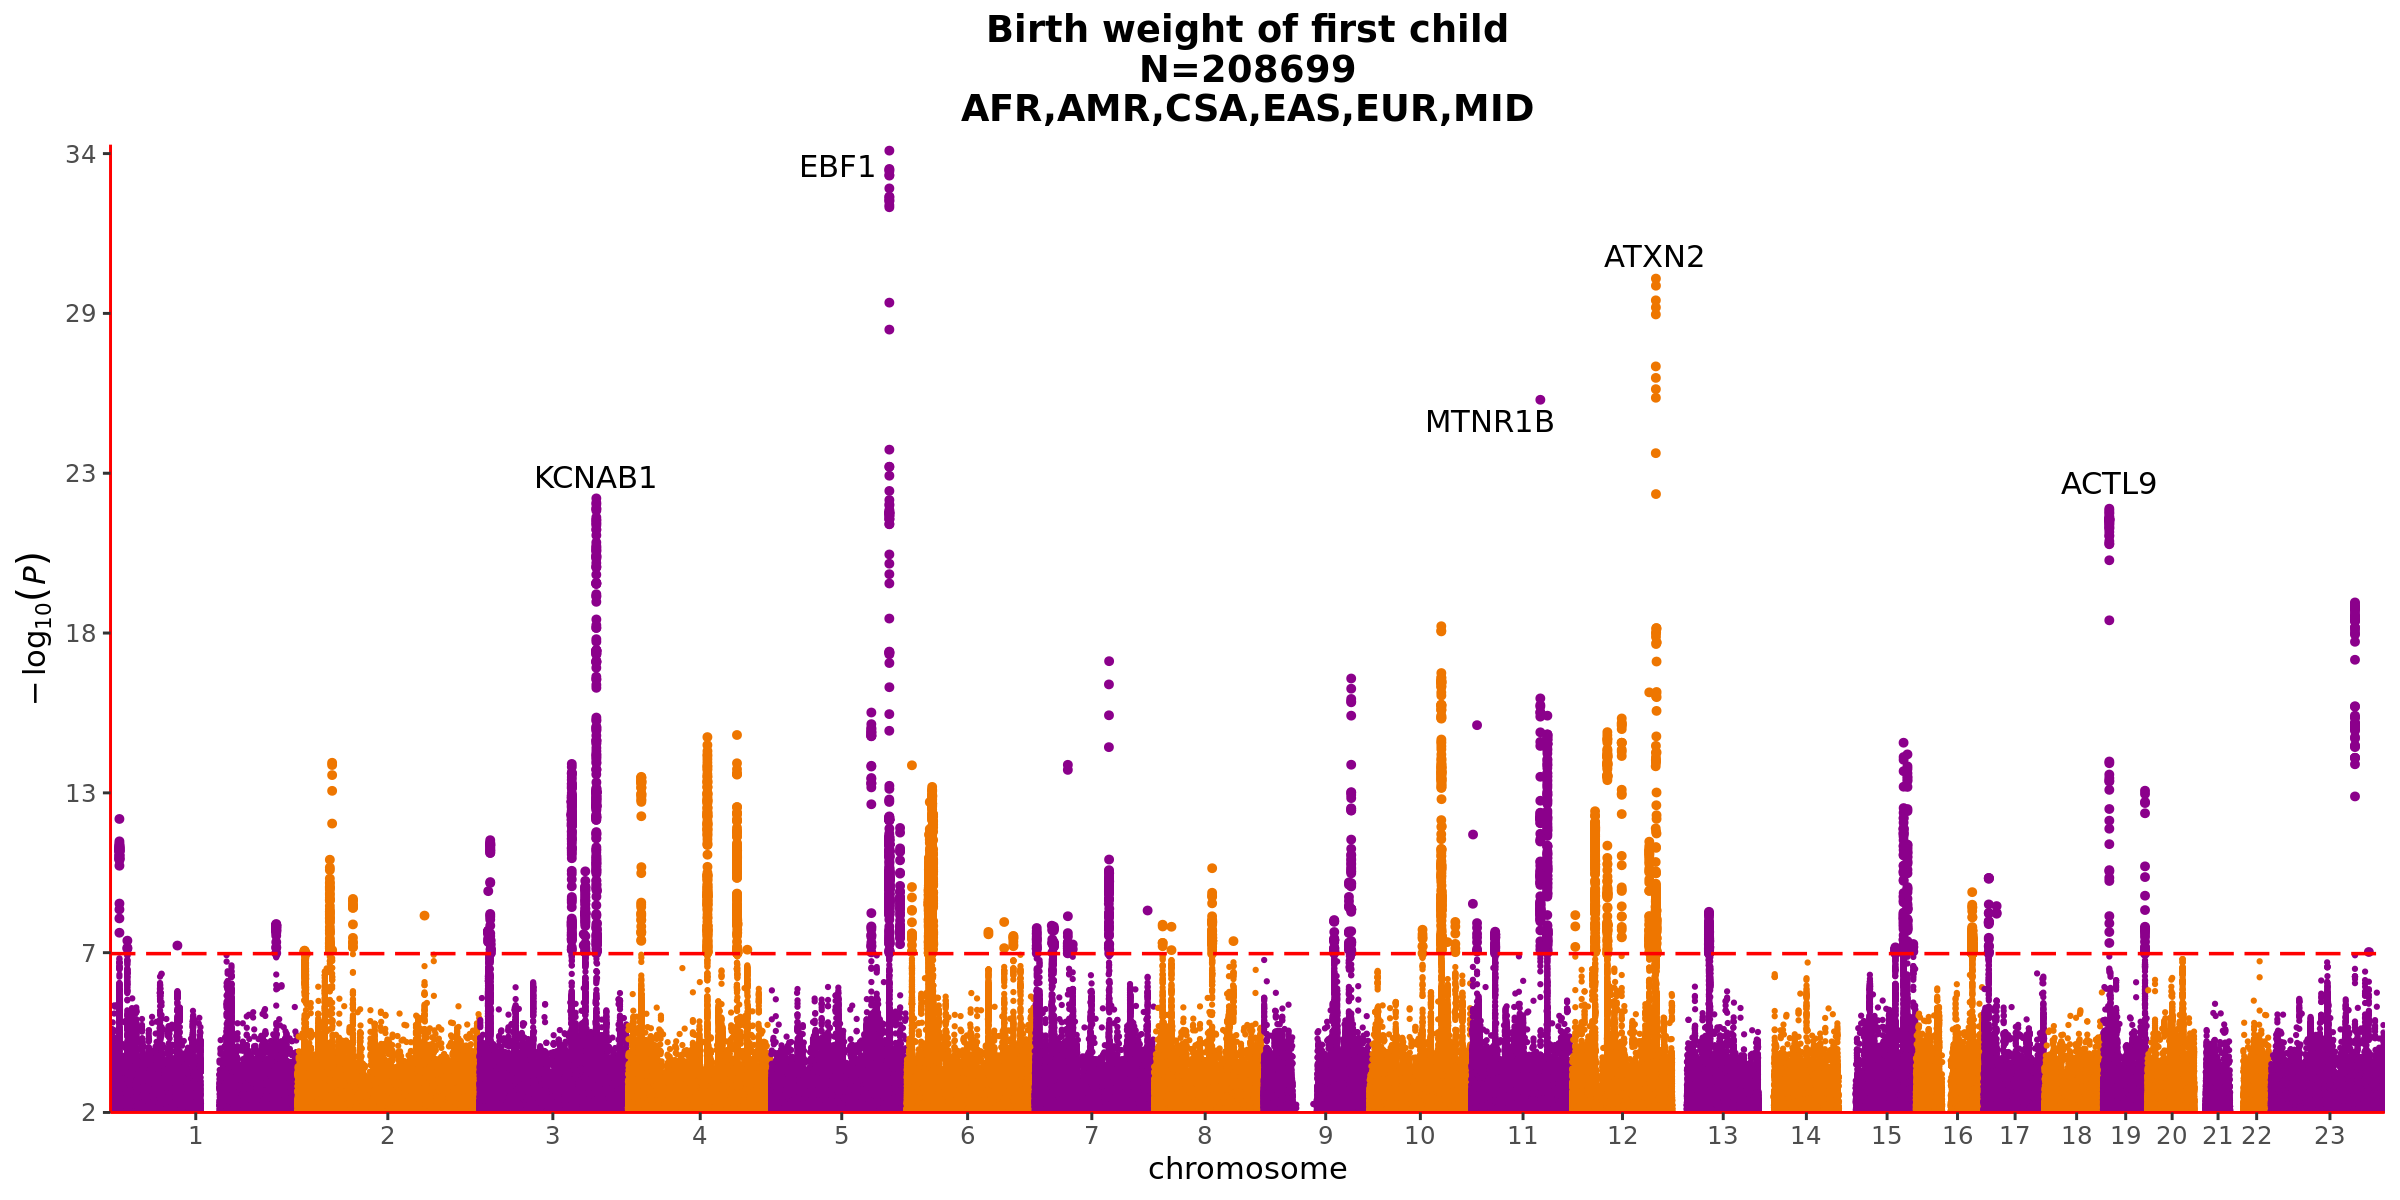 Birth weight of first child
N=208699
AFR,AMR,CSA,EAS,EUR,MID
34
EBF1
ATXN2
29
MTNR1B
23
KCNAB1
ACTL9
−log10(P)
18
13
7
2
1 2 3 4 5 6 7 8 9 10 11 12 13 14 15 16 17 18 19 20 21 22 23
chromosome